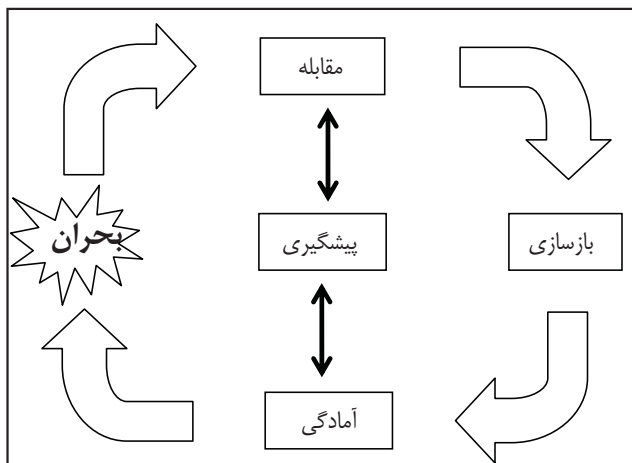 مقابله
بازسازی
پیشگیری
بحران
آمادگی